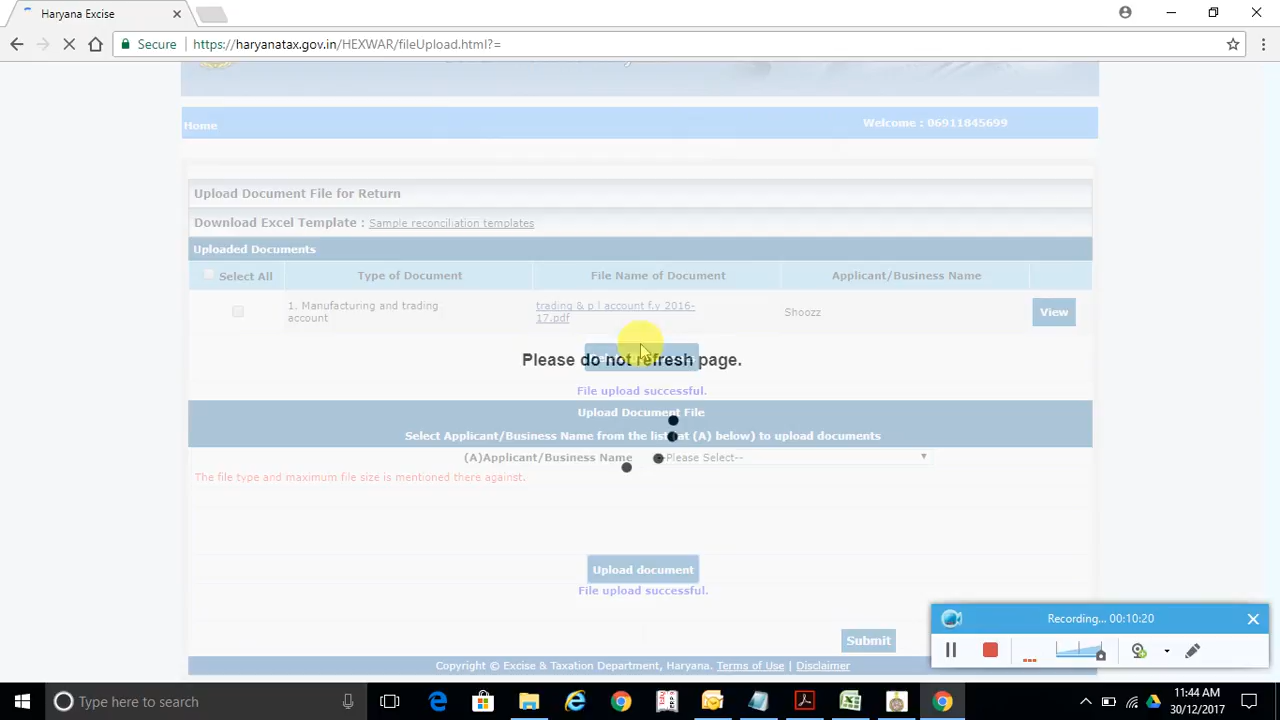 Haryana Excise
Secure
https://haryanatax.gov.in/HEXWAR/fileUpload.html?=
Home
Welcome : 06911845699
Upload Document File for Return
Download Excel Template : Sample reconciliation templates
Uploaded Documents
Select All
Type of Document
File Name of Document
Applicant/Business Name
1. Manufacturing and trading
account
trading & p l account f.y 2016-
17.pdf
Shoozz
View
Please do not refresh page.
File upload successful.
Upload Document File
Select Applicant/Business Name from the list(at (A) below) to upload documents
(A)Applicant/Business Name
Please Select--
The file type and maximum file size is mentioned there against.
Upload document
File upload successful.
Submit
Copyright © Excise & Taxation Department, Haryana. Terms of Use | Disclaimer
Recording... 00:10:20
Type here to search
11:44 AM
30/12/2017